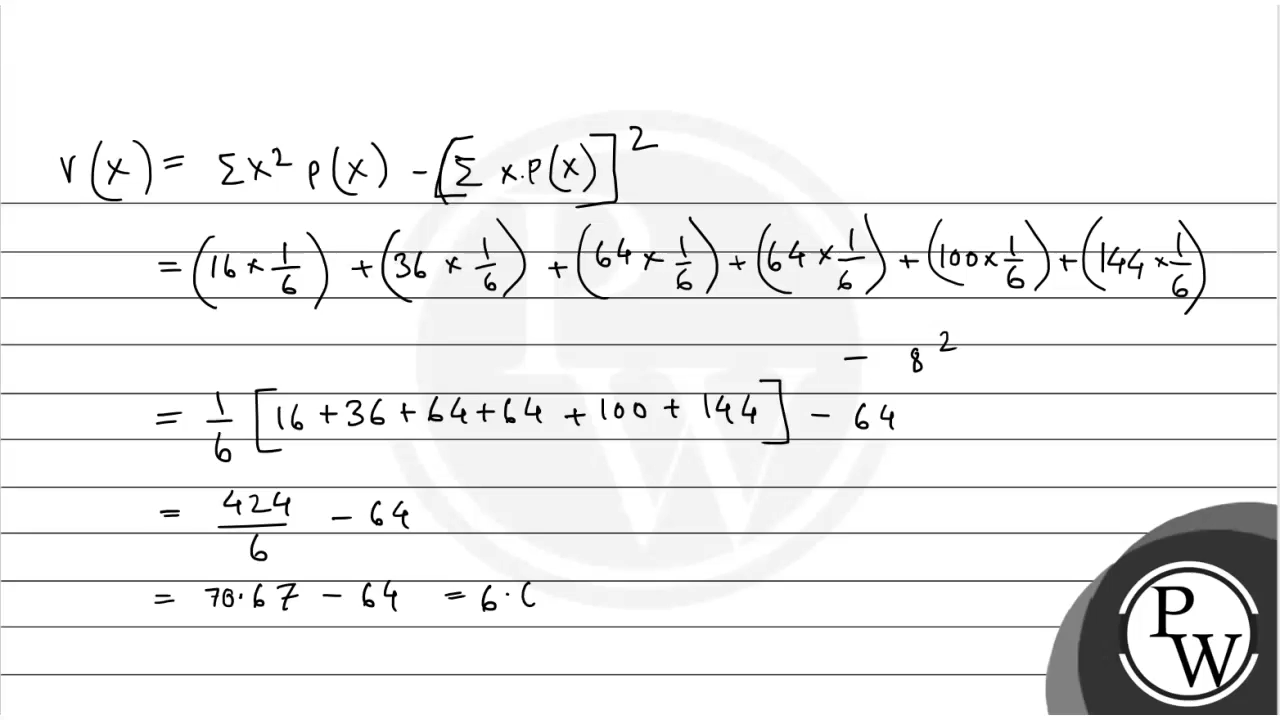 v(x) = Σx² p(x) - [Σ x.p(x)]²
= (16 × 1/6) + (36 × 1/6) + (64 × 1/6) + (64 × 1/6) + (100 × 1/6) + (144 × 1/6)
- 8²
= 1/6 [16 + 36 + 64 + 64 + 100 + 144] - 64
= 424/6 - 64
= 70.67 - 64 = 6.6
PW